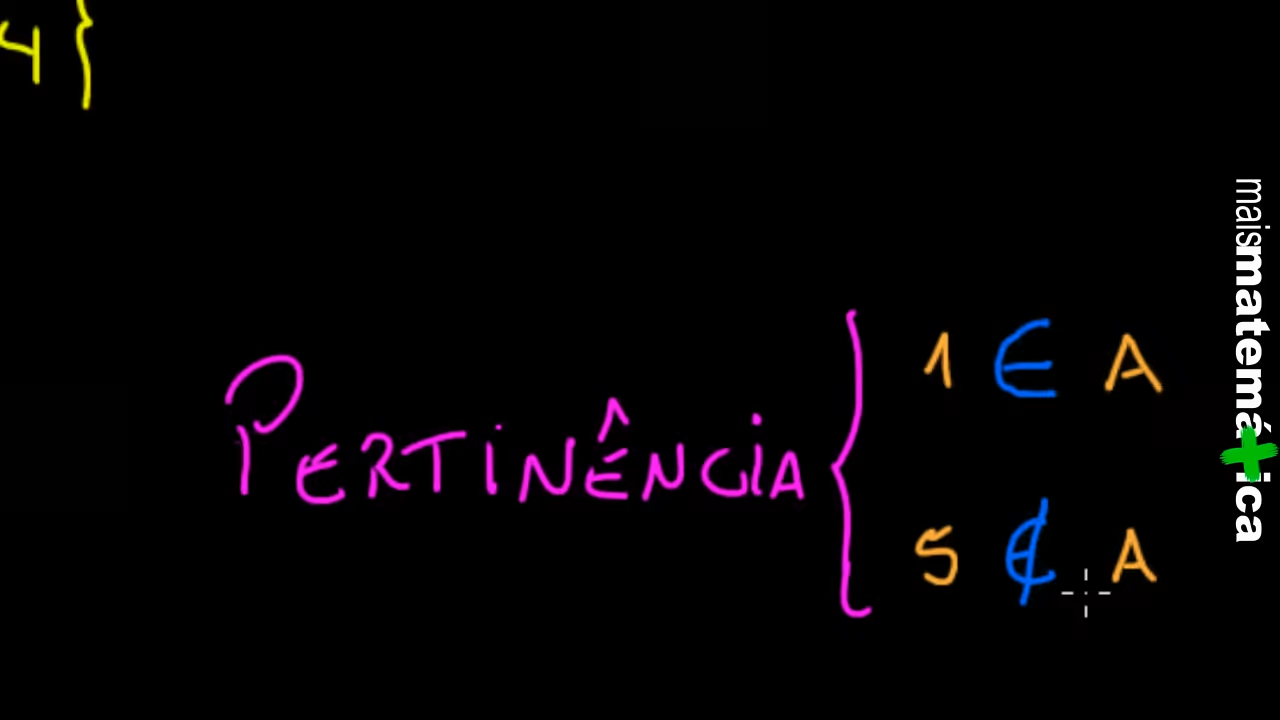 4}
1 ∈ A
PERTINÊNCIA {
5 ∉ A
maismatemática